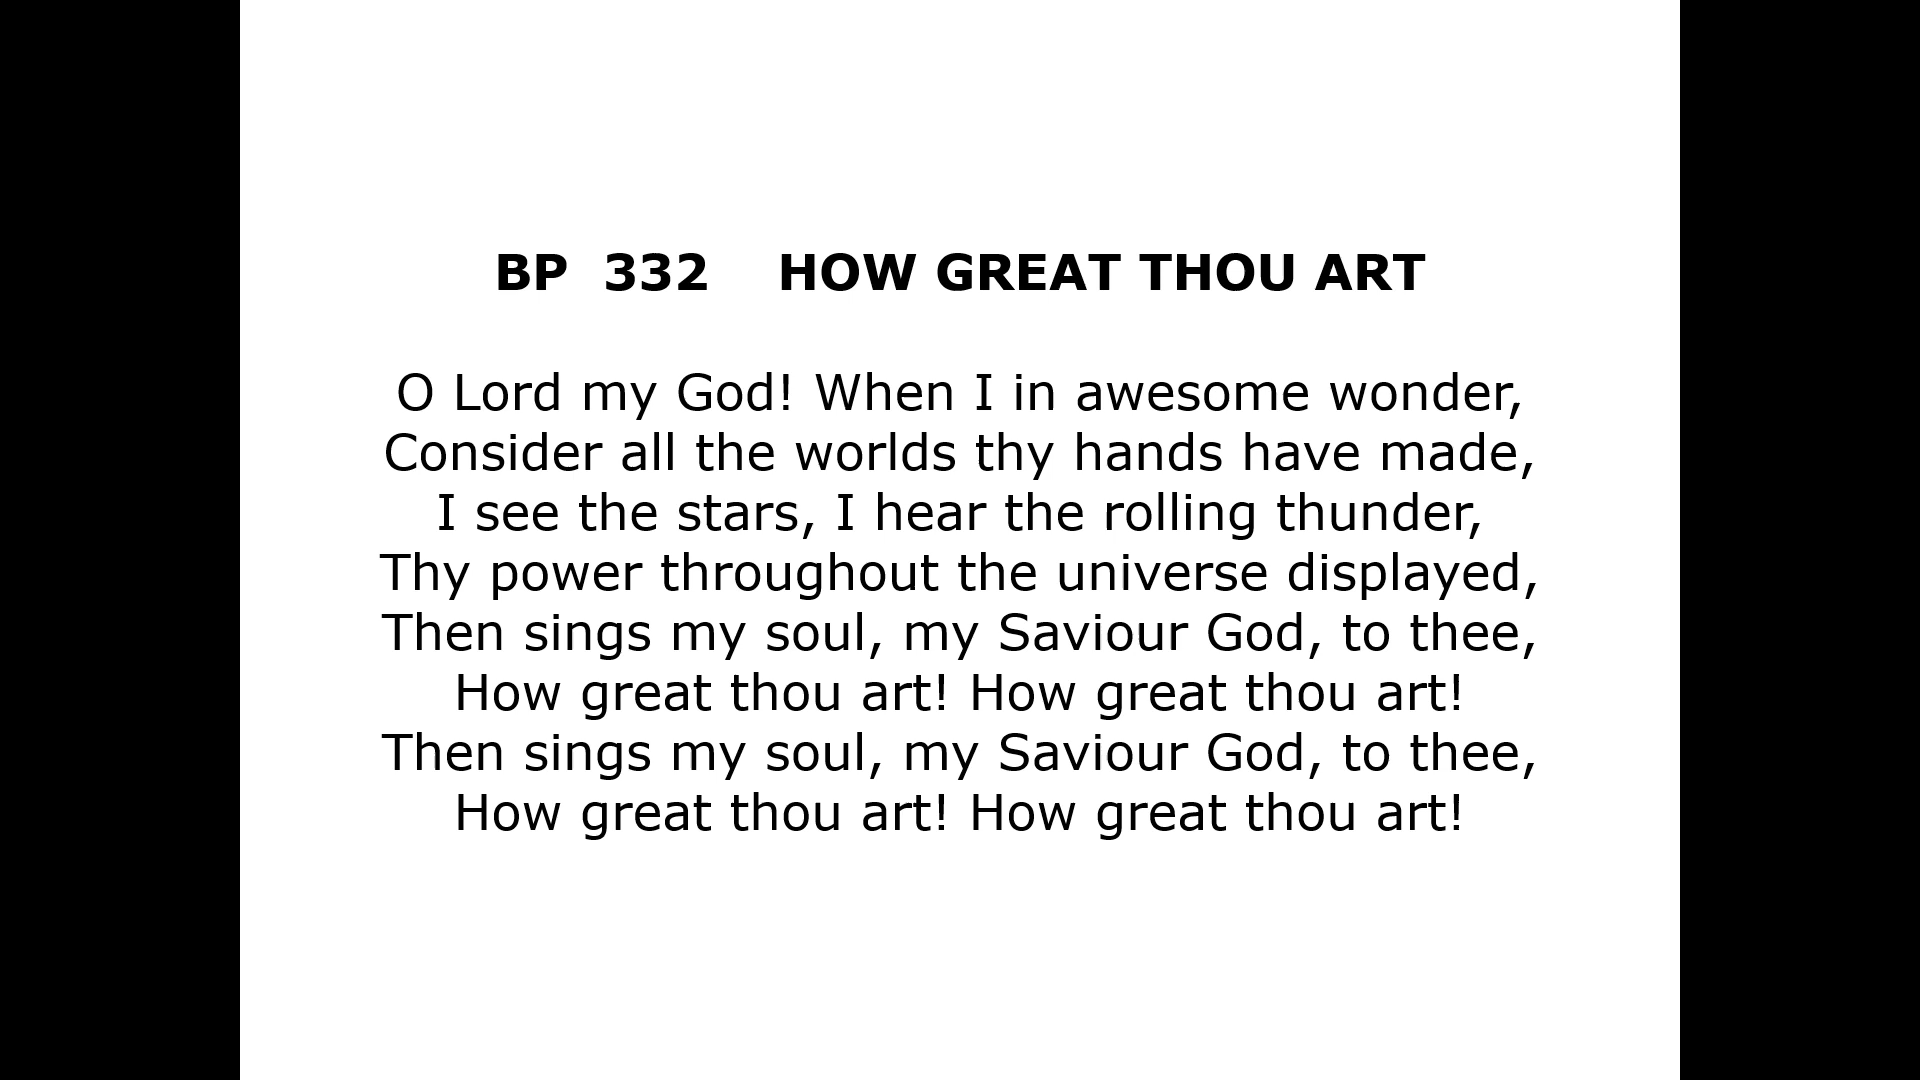 BP 332 HOW GREAT THOU ART
O Lord my God! When I in awesome wonder,
Consider all the worlds thy hands have made,
I see the stars, I hear the rolling thunder,
Thy power throughout the universe displayed,
Then sings my soul, my Saviour God, to thee,
How great thou art! How great thou art!
Then sings my soul, my Saviour God, to thee,
How great thou art! How great thou art!